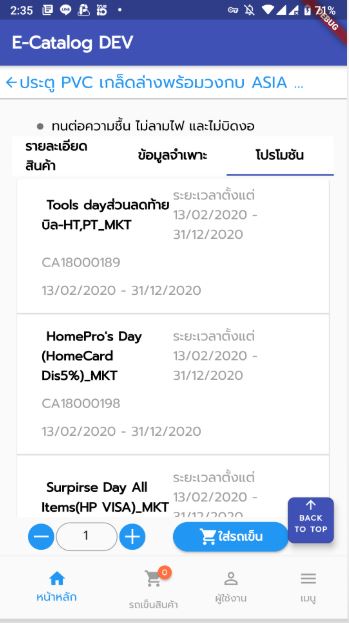 2:35
71%
DEBUG
E-Catalog DEV
←ประตู PVC เกล็ดล่างพร้อมวงกบ ASIA ...
● ทนต่อความชื้น ไม่ลามไฟ และไม่บิดงอ
รายละเอียด
สินค้า
ข้อมูลจำเพาะ
โปรโมชัน
Tools dayส่วนลดท้าย
บิล-HT,PT_MKT
ระยะเวลาตั้งแต่
13/02/2020 -
31/12/2020
CA18000189
13/02/2020 - 31/12/2020
HomePro's Day
(HomeCard
Dis5%)_MKT
ระยะเวลาตั้งแต่
13/02/2020 -
31/12/2020
CA18000198
13/02/2020 - 31/12/2020
Surpirse Day All
Items(HP VISA)_MKT
ระยะเวลาตั้งแต่
13/02/2020 -
31/12/2020
BACK
TO TOP
1
ใส่รถเข็น
0
หน้าหลัก
รถเข็นสินค้า
ผู้ใช้งาน
เมนู